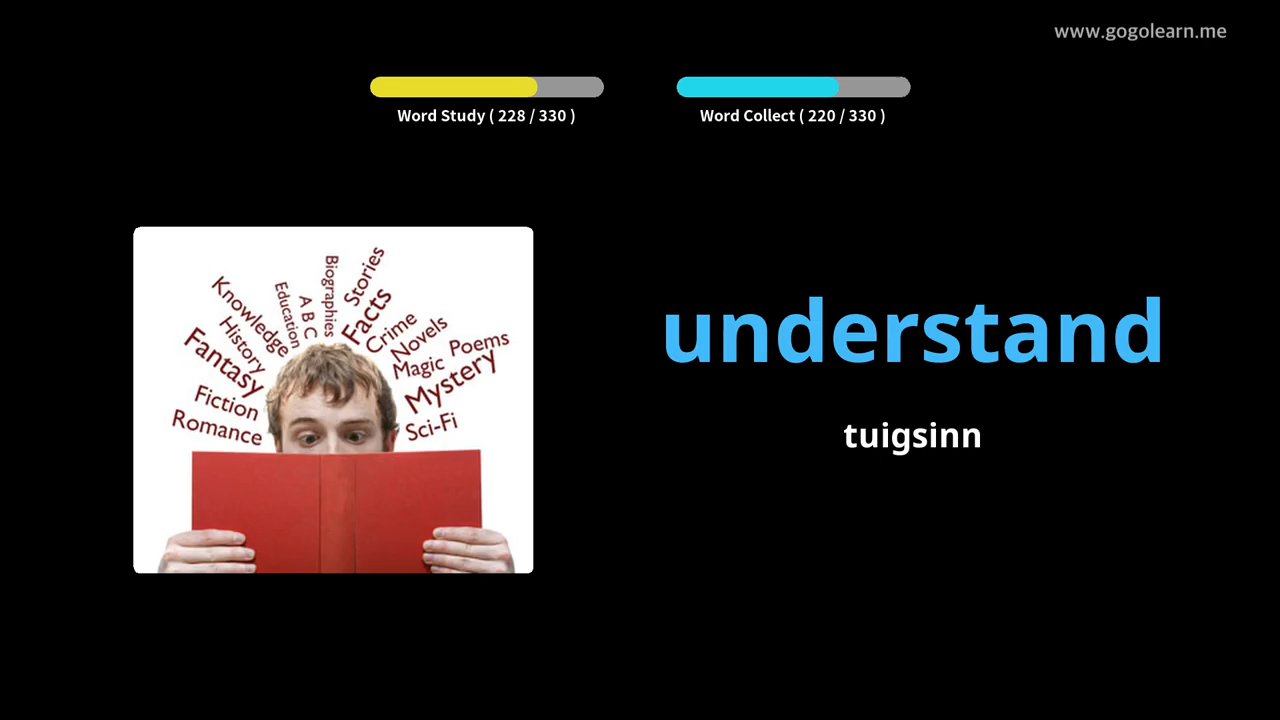 www.gogolearn.me
Word Study ( 228 / 330 )
Word Collect ( 220 / 330 )
Knowledge
Education
A B C
Biographies
Stories
History
Facts
Crime
Novels
Fantasy
Magic
Poems
Fiction
Mystery
Romance
Sci-Fi
understand
tuigsinn